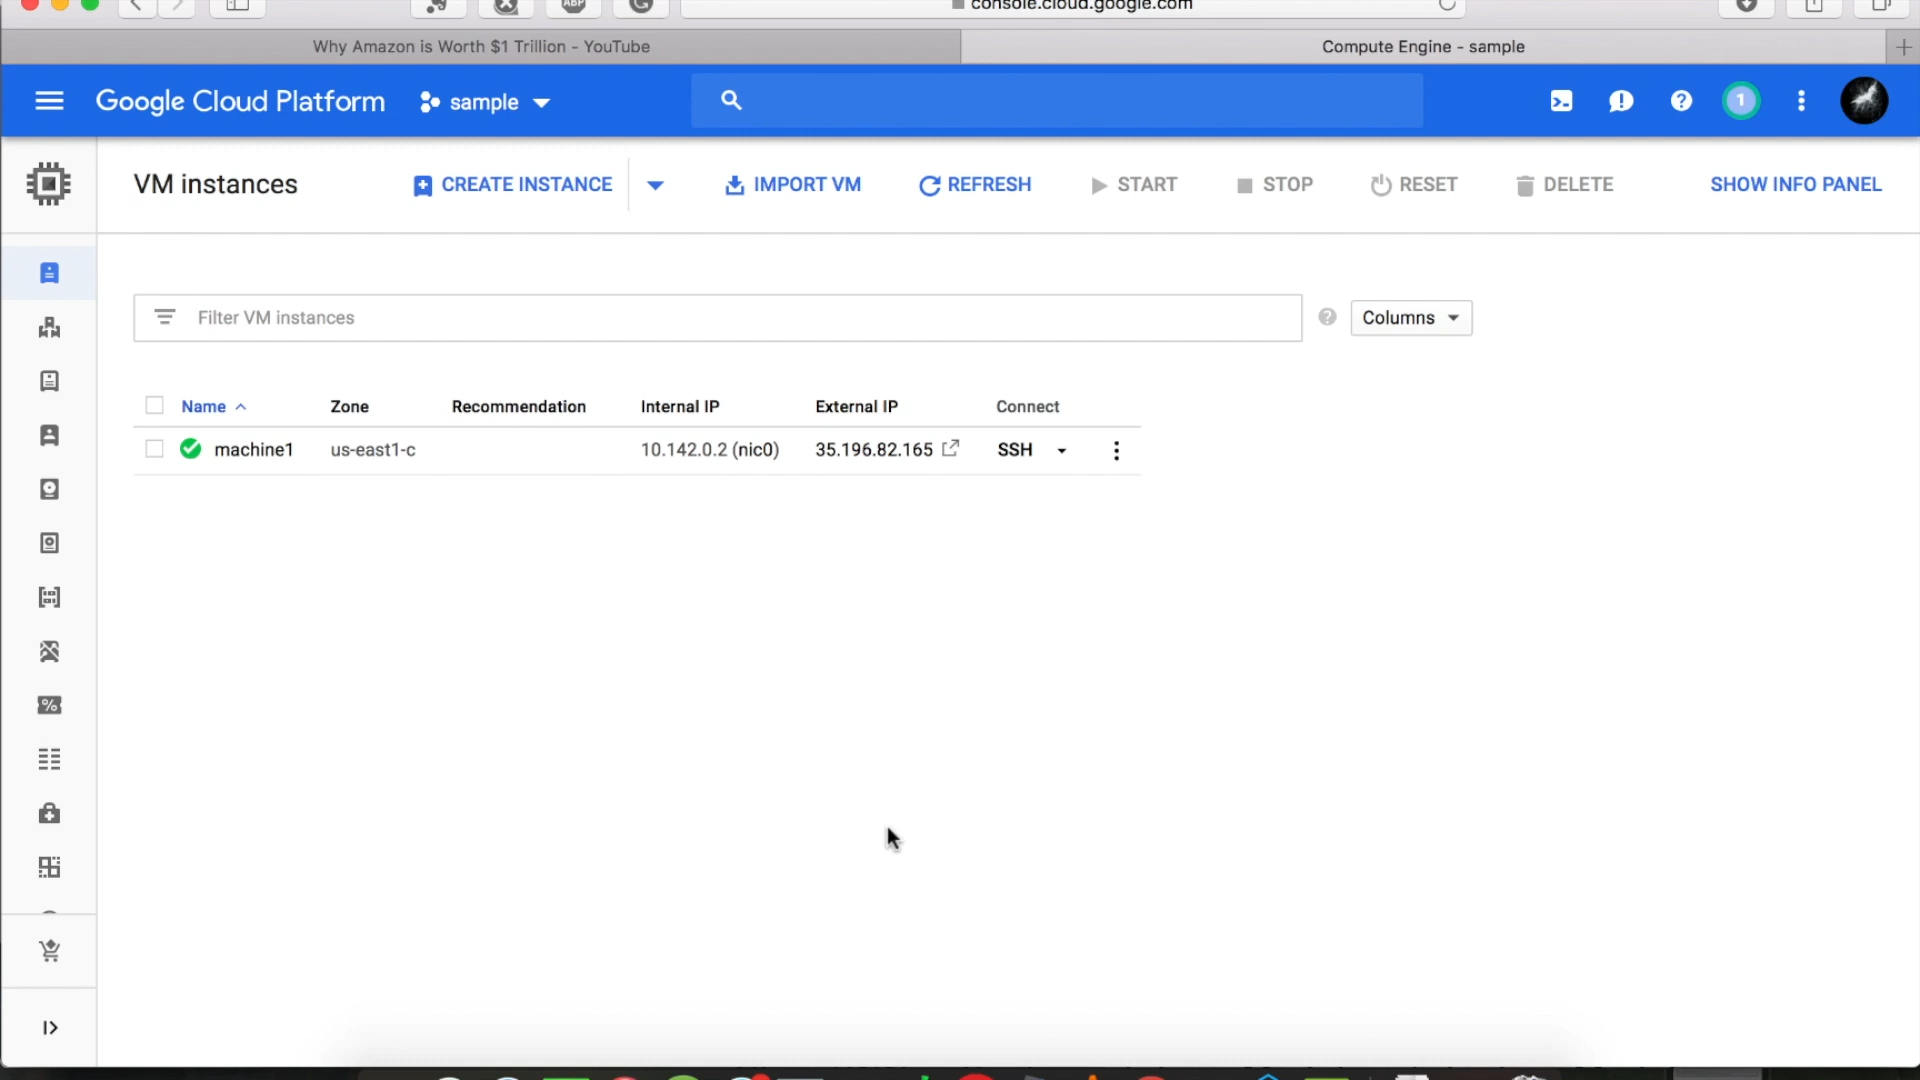 ABP
console.cloud.google.com
Why Amazon is Worth $1 Trillion - YouTube
Compute Engine - sample
Google Cloud Platform
sample
1
VM instances
CREATE INSTANCE
IMPORT VM
REFRESH
START
STOP
RESET
DELETE
SHOW INFO PANEL
Filter VM instances
Columns
Name Zone Recommendation Internal IP External IP Connect
machine1 us-east1-c 10.142.0.2 (nic0) 35.196.82.165 SSH